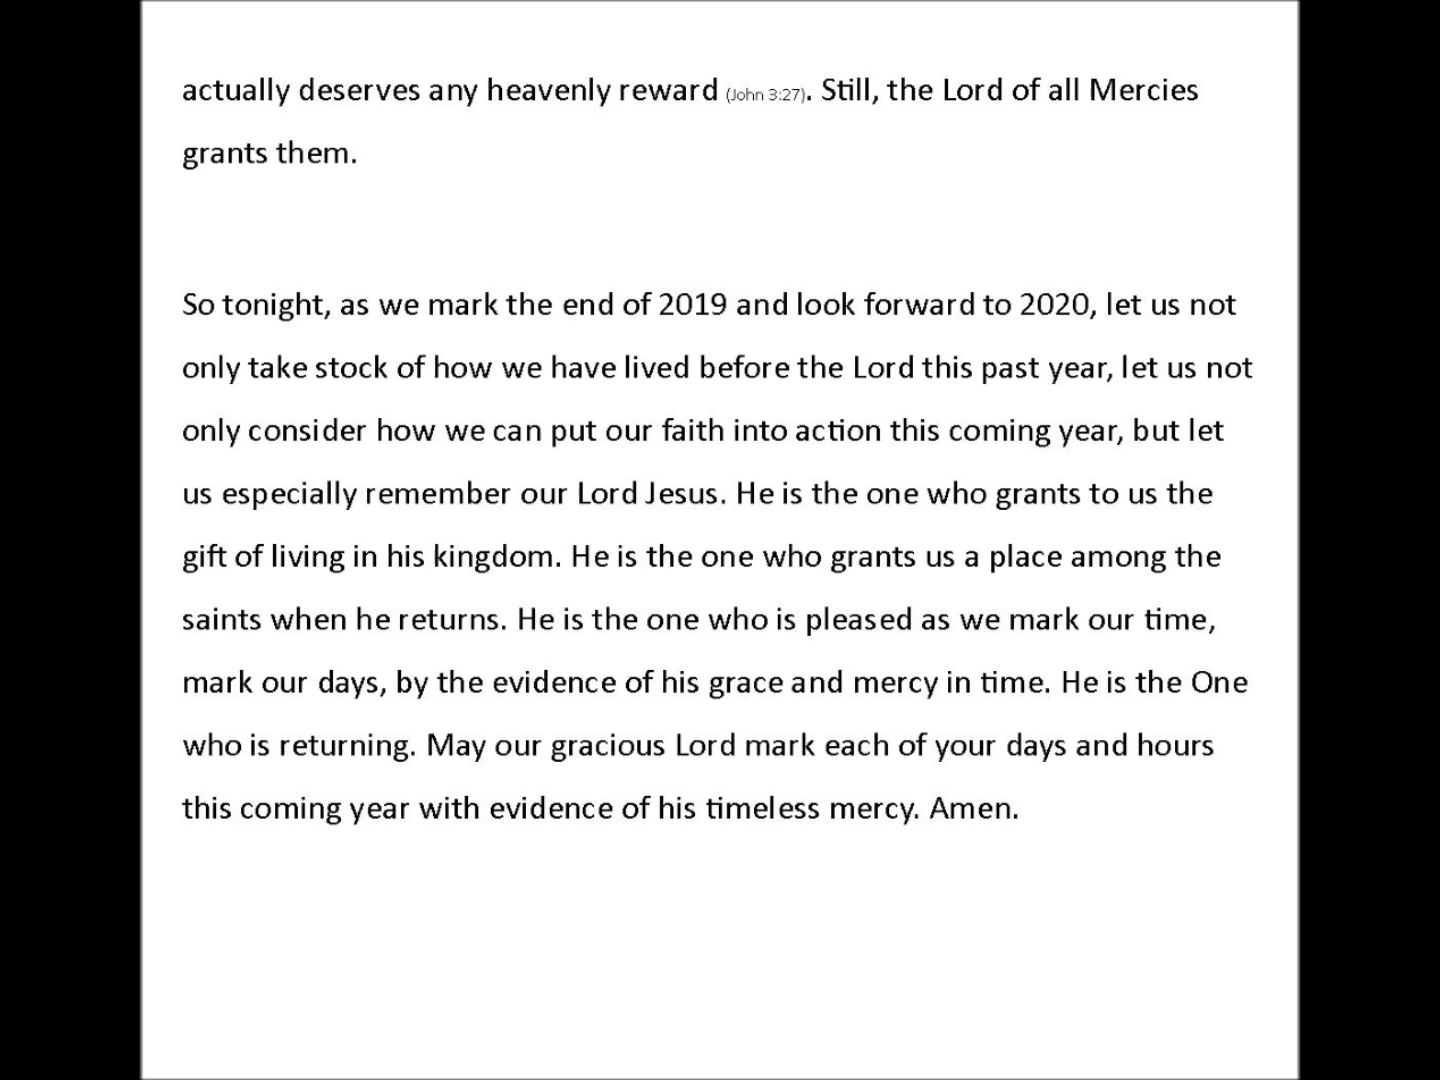 actually deserves any heavenly reward (John 3:27). Still, the Lord of all Mercies
grants them.
So tonight, as we mark the end of 2019 and look forward to 2020, let us not
only take stock of how we have lived before the Lord this past year, let us not
only consider how we can put our faith into action this coming year, but let
us especially remember our Lord Jesus. He is the one who grants to us the
gift of living in his kingdom. He is the one who grants us a place among the
saints when he returns. He is the one who is pleased as we mark our time,
mark our days, by the evidence of his grace and mercy in time. He is the One
who is returning. May our gracious Lord mark each of your days and hours
this coming year with evidence of his timeless mercy. Amen.